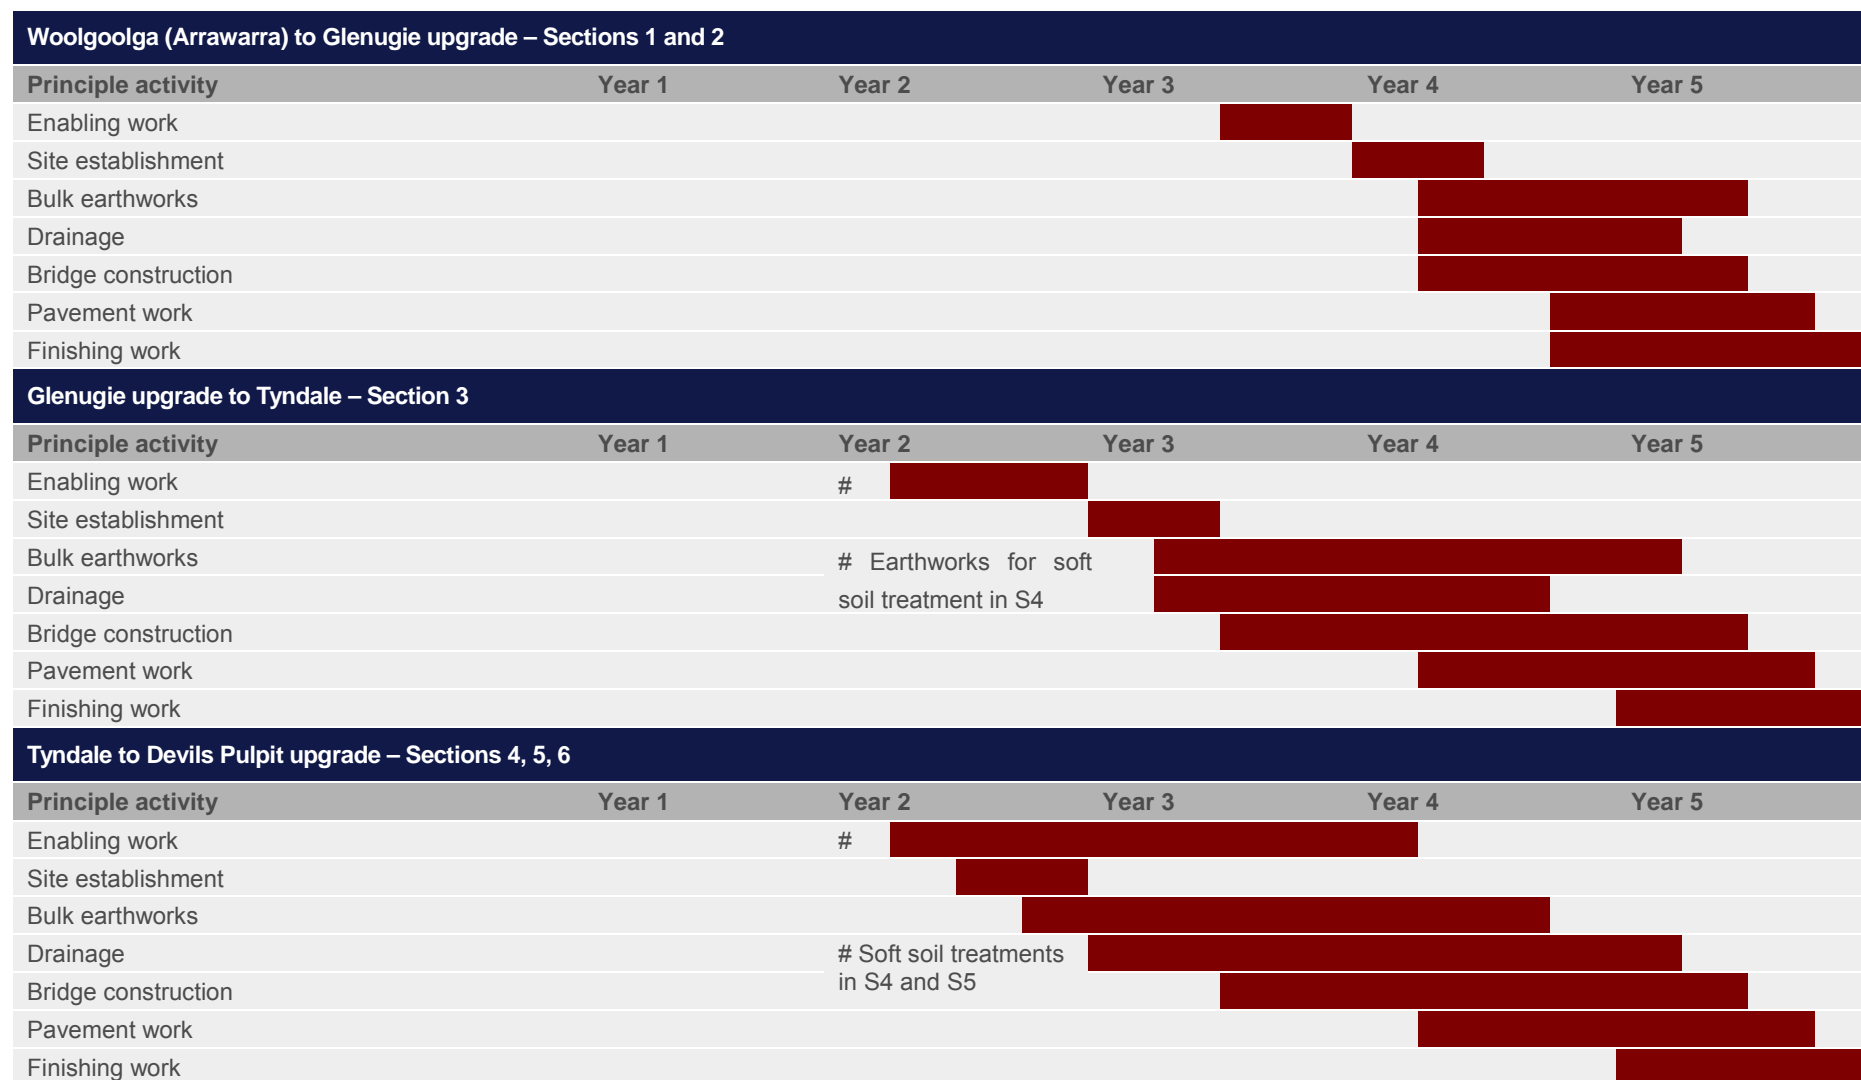 Woolgoolga (Arrawarra) to Glenugie upgrade – Sections 1 and 2
Principle activity Year 1 Year 2 Year 3 Year 4 Year 5
Enabling work
Site establishment
Bulk earthworks
Drainage
Bridge construction
Pavement work
Finishing work
Glenugie upgrade to Tyndale – Section 3
Principle activity Year 1 Year 2 Year 3 Year 4 Year 5
Enabling work #
Site establishment
Bulk earthworks # Earthworks for soft
Drainage soil treatment in S4
Bridge construction
Pavement work
Finishing work
Tyndale to Devils Pulpit upgrade – Sections 4, 5, 6
Principle activity Year 1 Year 2 Year 3 Year 4 Year 5
Enabling work #
Site establishment
Bulk earthworks
Drainage # Soft soil treatments
Bridge construction in S4 and S5
Pavement work
Finishing work